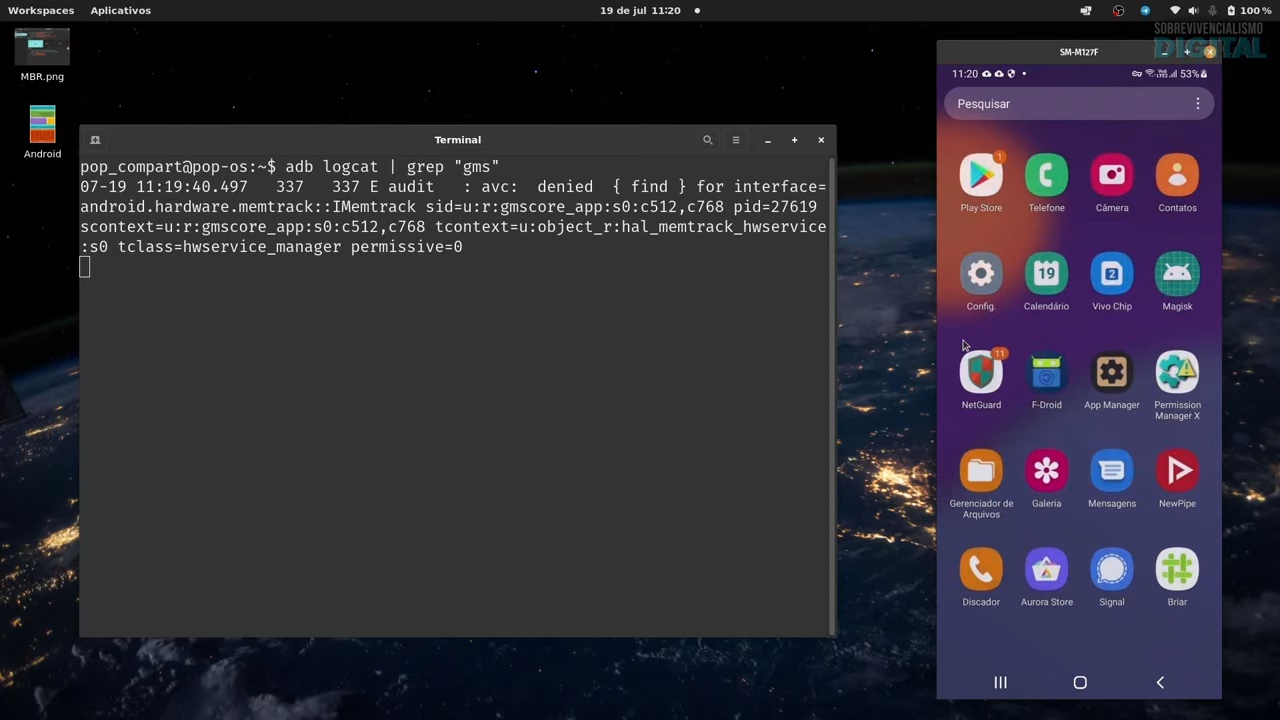 Workspaces Aplicativos 19 de jul 11:20 100 %
SOBREVIVENCIALISMO
DIGITAL
MBR.png
Android
Terminal
pop_compart@pop-os:~$ adb logcat | grep "gms"
07-19 11:19:40.497   337   337 E audit   : avc:  denied  { find } for interface=
android.hardware.memtrack::IMemtrack sid=u:r:gmscore_app:s0:c512,c768 pid=27619
scontext=u:r:gmscore_app:s0:c512,c768 tcontext=u:object_r:hal_memtrack_hwservice
:s0 tclass=hwservice_manager permissive=0
SM-M127F
11:20 53%
Pesquisar
1
Play Store Telefone Câmera Contatos
19 2
Config. Calendário Vivo Chip Magisk
11
NetGuard F-Droid App Manager Permission
Manager X
Gerenciador de Galeria Mensagens NewPipe
Arquivos
Discador Aurora Store Signal Briar